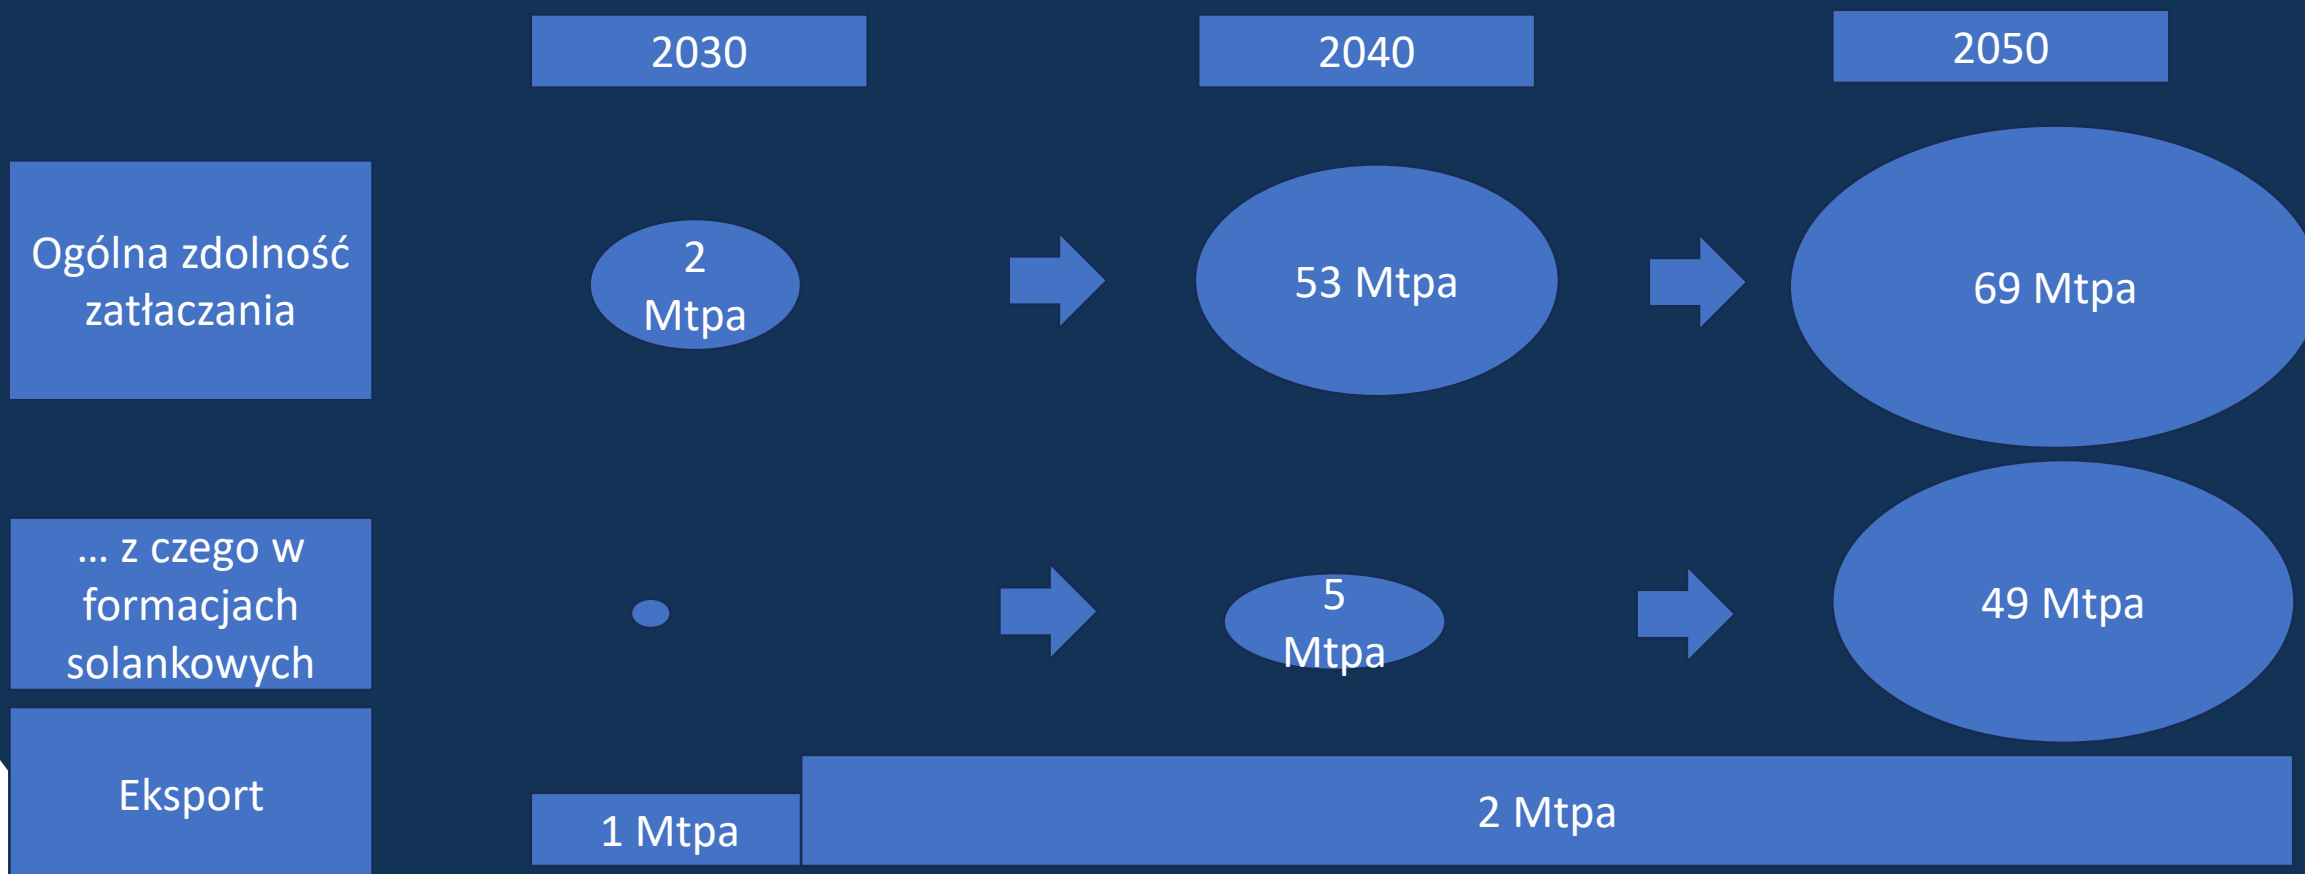 2030
2040
2050
Ogólna zdolność
zatłaczania
2
Mtpa
53 Mtpa
69 Mtpa
... z czego w
formacjach
solankowych
5
Mtpa
49 Mtpa
Eksport
1 Mtpa
2 Mtpa